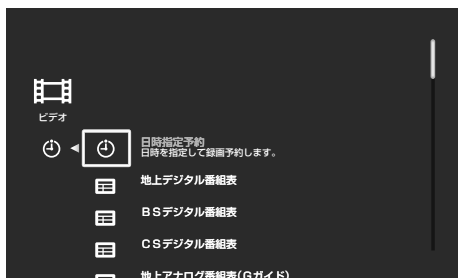 ビデオ
日時指定予約
日時を指定して録画予約します。
地上デジタル番組表
BSデジタル番組表
CSデジタル番組表
地上アナログ番組表(Gガイド)